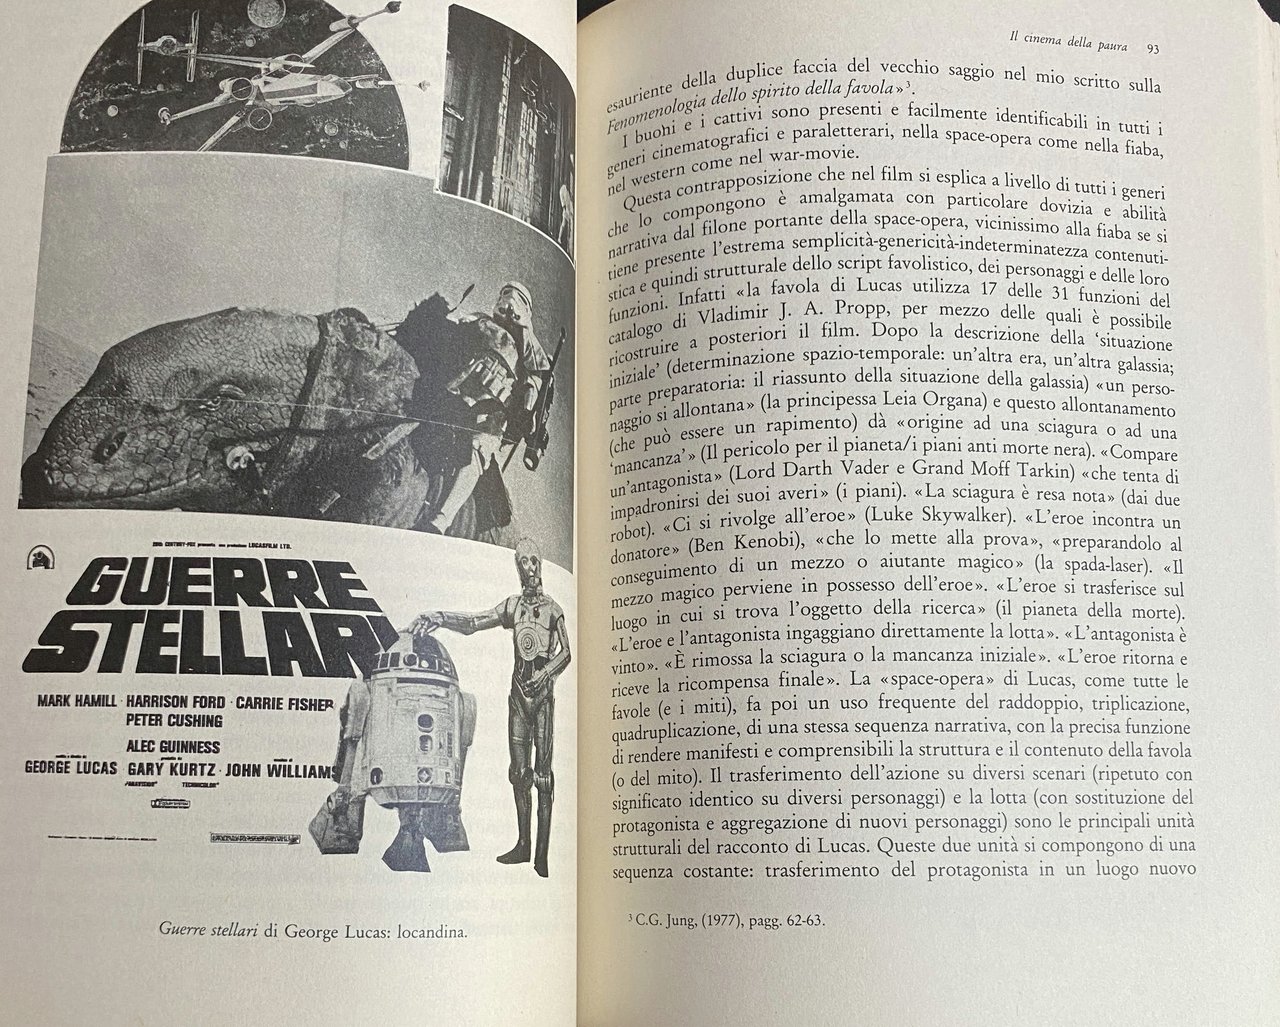 20th CENTURY-FOX presenta una produzione LUCASFILM LTD.
GUERRE
STELLARI
MARK HAMILL · HARRISON FORD · CARRIE FISHER
PETER CUSHING
ALEC GUINNESS
GEORGE LUCAS · GARY KURTZ · JOHN WILLIAMS
PANAVISION TECHNICOLOR
Guerre stellari di George Lucas: locandina.
Il cinema della paura 93
esauriente della duplice faccia del vecchio saggio nel mio scritto sulla
Fenomenologia dello spirito della favola»³.
I buohi e i cattivi sono presenti e facilmente identificabili in tutti i
generi cinematografici e paraletterari, nella space-opera come nella fiaba,
nel western come nel war-movie.
Questa contrapposizione che nel film si esplica a livello di tutti i generi
che lo compongono è amalgamata con particolare dovizia e abilità
narrativa dal filone portante della space-opera, vicinissimo alla fiaba se si
tiene presente l'estrema semplicità-genericità-indeterminatezza contenuti-
stica e quindi strutturale dello script favolistico, dei personaggi e delle loro
funzioni. Infatti «la favola di Lucas utilizza 17 delle 31 funzioni del
catalogo di Vladimir J. A. Propp, per mezzo delle quali è possibile
ricostruire a posteriori il film. Dopo la descrizione della 'situazione
iniziale' (determinazione spazio-temporale: un'altra era, un'altra galassia;
parte preparatoria: il riassunto della situazione della galassia) «un perso-
naggio si allontana» (la principessa Leia Organa) e questo allontanamento
(che può essere un rapimento) dà «origine ad una sciagura o ad una
'mancanza'» (Il pericolo per il pianeta/i piani anti morte nera). «Compare
un'antagonista» (Lord Darth Vader e Grand Moff Tarkin) «che tenta di
impadronirsi dei suoi averi» (i piani). «La sciagura è resa nota» (dai due
robot). «Ci si rivolge all'eroe» (Luke Skywalker). «L'eroe incontra un
donatore» (Ben Kenobi), «che lo mette alla prova», «preparandolo al
conseguimento di un mezzo o aiutante magico» (la spada-laser). «Il
mezzo magico perviene in possesso dell'eroe». «L'eroe si trasferisce sul
luogo in cui si trova l'oggetto della ricerca» (il pianeta della morte).
«L'eroe e l'antagonista ingaggiano direttamente la lotta». «L'antagonista è
vinto». «È rimossa la sciagura o la mancanza iniziale». «L'eroe ritorna e
riceve la ricompensa finale». La «space-opera» di Lucas, come tutte le
favole (e i miti), fa poi un uso frequente del raddoppio, triplicazione,
quadruplicazione, di una stessa sequenza narrativa, con la precisa funzione
di rendere manifesti e comprensibili la struttura e il contenuto della favola
(o del mito). Il trasferimento dell'azione su diversi scenari (ripetuto con
significato identico su diversi personaggi) e la lotta (con sostituzione del
protagonista e aggregazione di nuovi personaggi) sono le principali unità
strutturali del racconto di Lucas. Queste due unità si compongono di una
sequenza costante: trasferimento del protagonista in un luogo nuovo
³ C.G. Jung, (1977), pagg. 62-63.